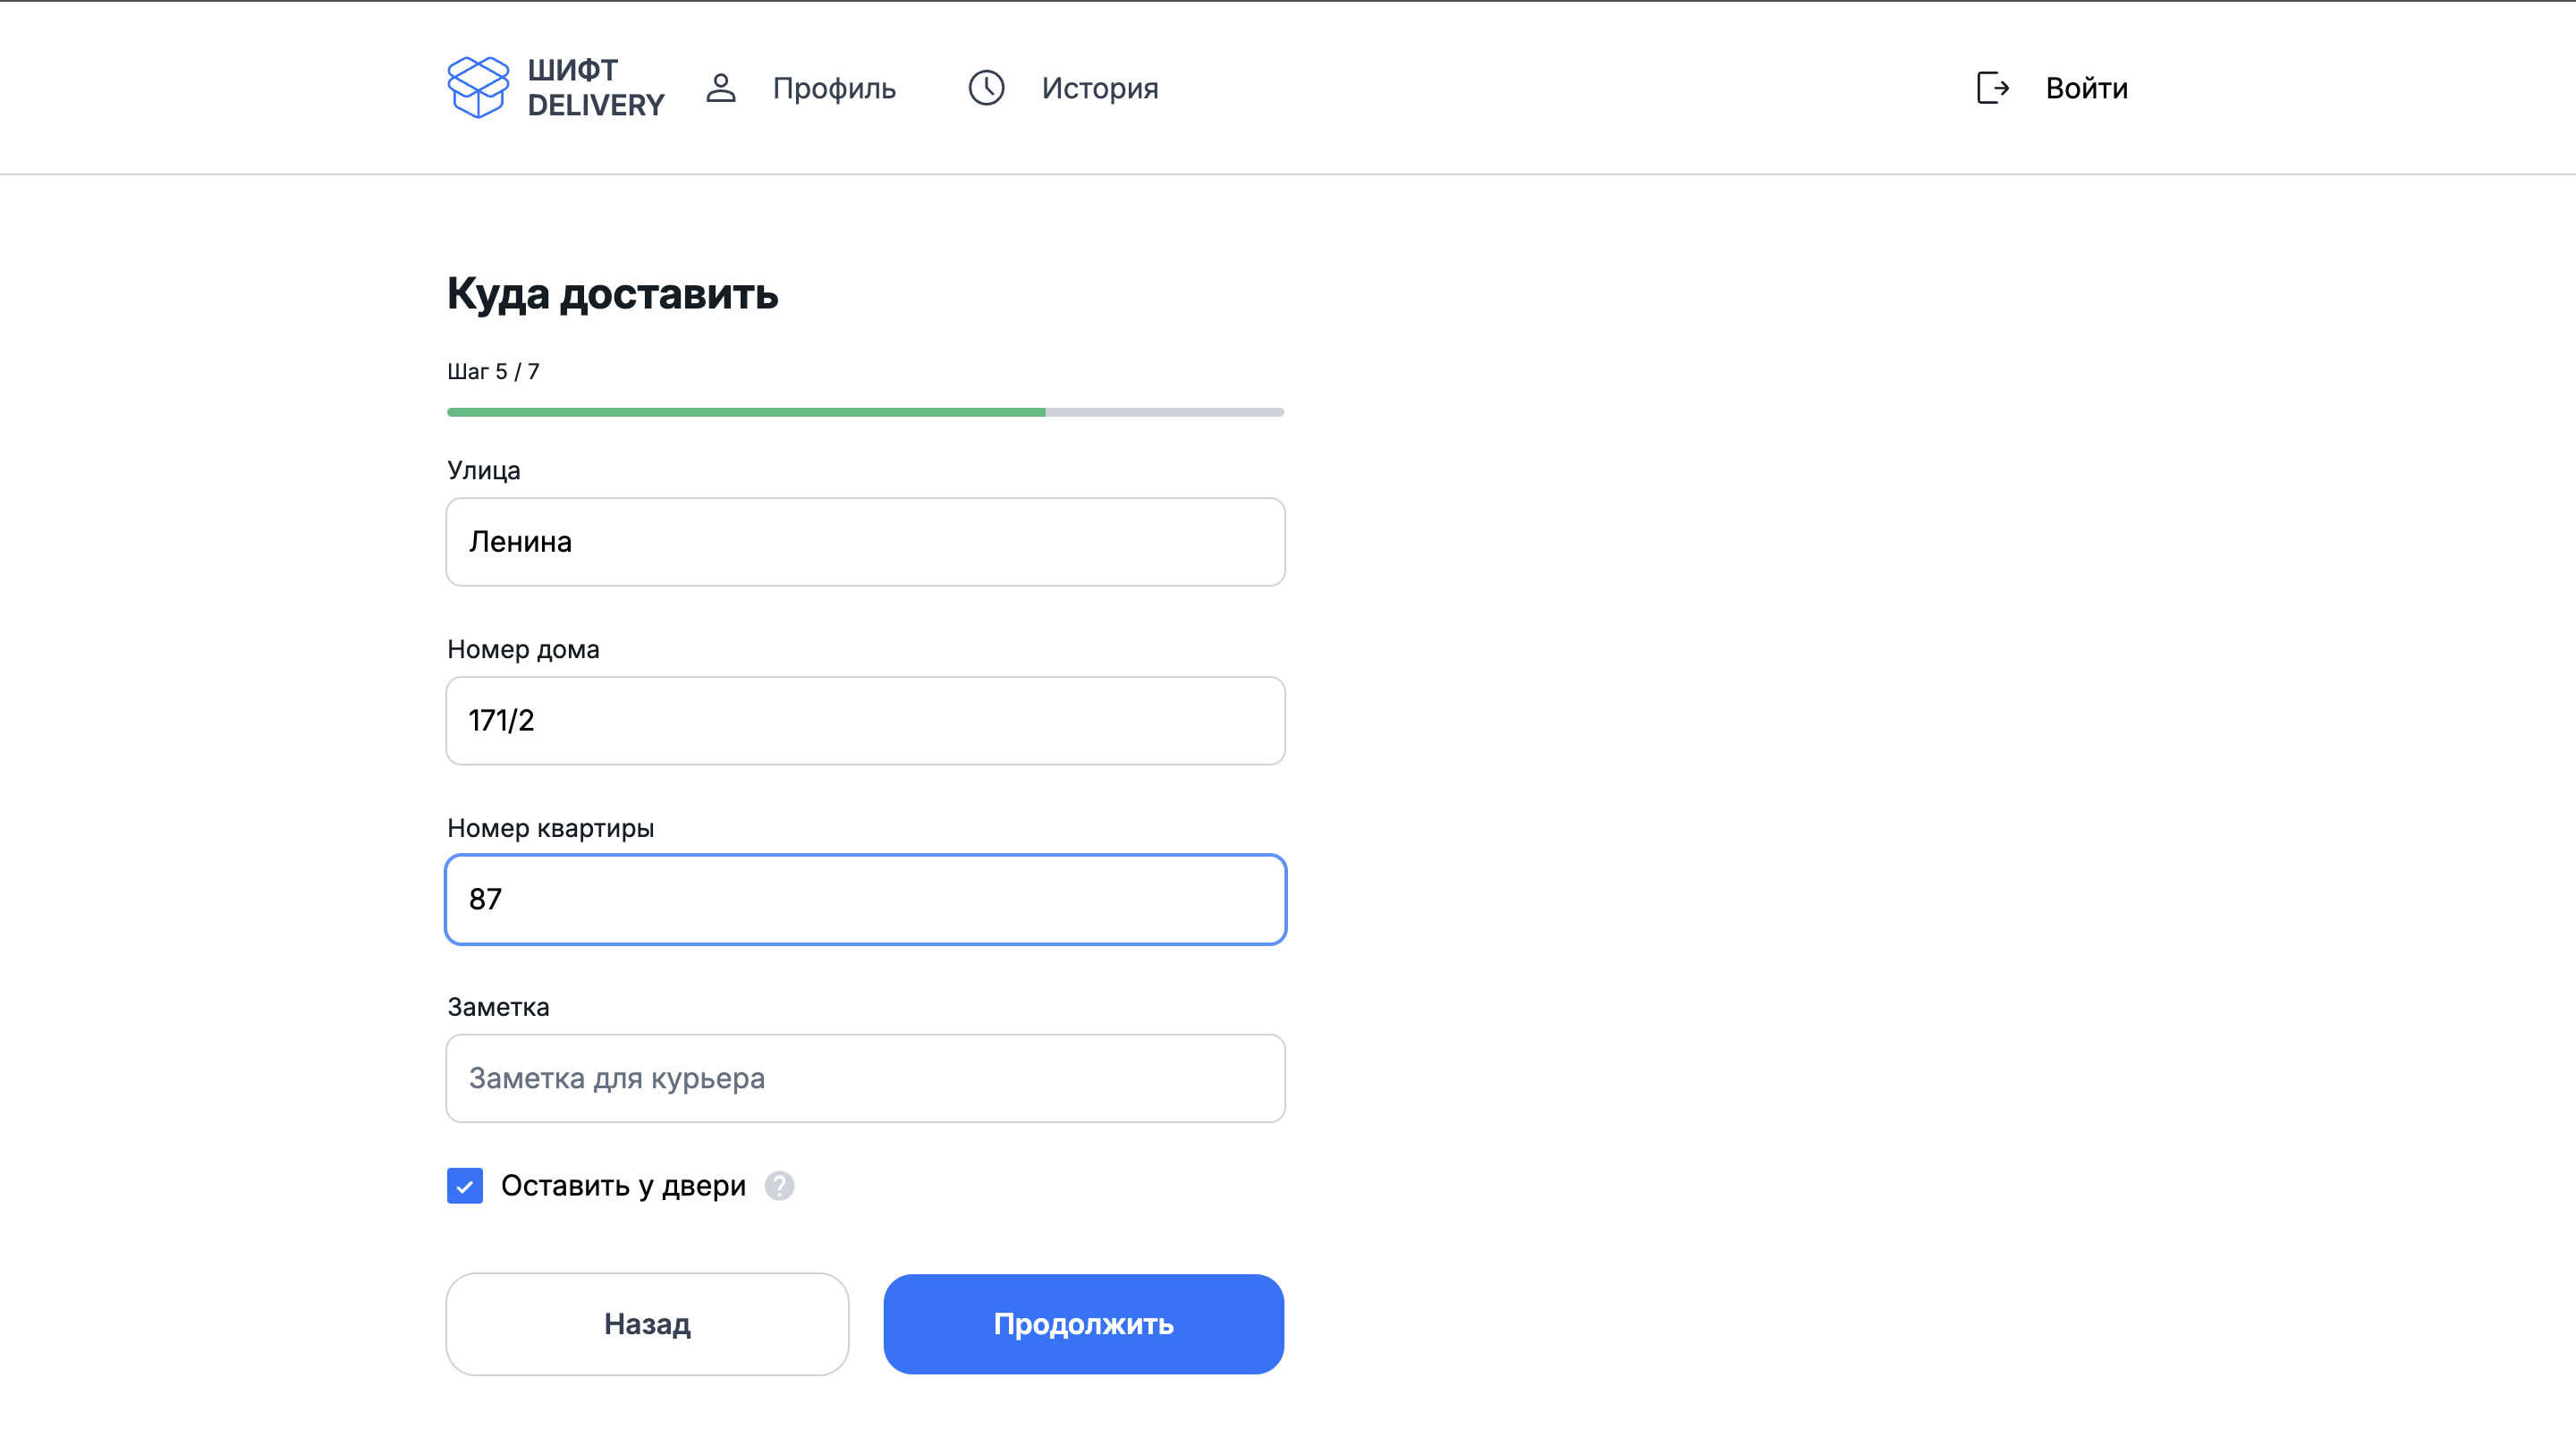 ШИФТ
DELIVERY
Профиль
История
Войти
Куда доставить
Шаг 5 / 7
Улица
Ленина
Номер дома
171/2
Номер квартиры
87
Заметка
Заметка для курьера
Оставить у двери ?
Назад
Продолжить